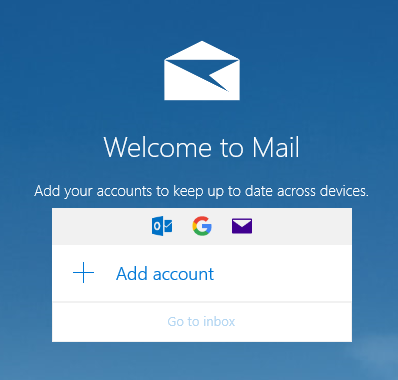 Welcome to Mail
Add your accounts to keep up to date across devices.
Add account
Go to inbox